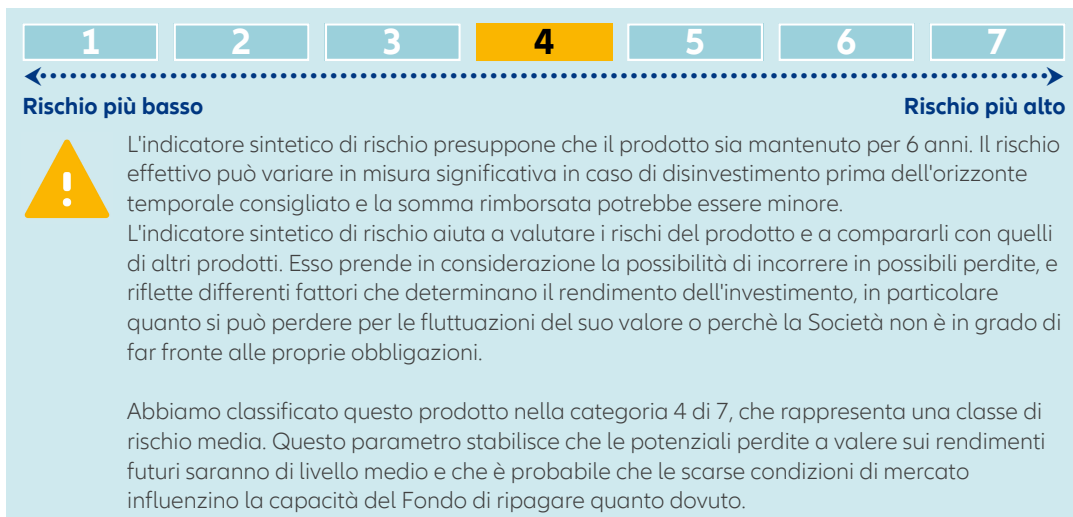 1 2 3 4 5 6 7
Rischio più basso Rischio più alto
L'indicatore sintetico di rischio presuppone che il prodotto sia mantenuto per 6 anni. Il rischio
effettivo può variare in misura significativa in caso di disinvestimento prima dell'orizzonte
temporale consigliato e la somma rimborsata potrebbe essere minore.
L'indicatore sintetico di rischio aiuta a valutare i rischi del prodotto e a compararli con quelli
di altri prodotti. Esso prende in considerazione la possibilità di incorrere in possibili perdite, e
riflette differenti fattori che determinano il rendimento dell'investimento, in particolare
quanto si può perdere per le fluttuazioni del suo valore o perchè la Società non è in grado di
far fronte alle proprie obbligazioni.
Abbiamo classificato questo prodotto nella categoria 4 di 7, che rappresenta una classe di
rischio media. Questo parametro stabilisce che le potenziali perdite a valere sui rendimenti
futuri saranno di livello medio e che è probabile che le scarse condizioni di mercato
influenzino la capacità del Fondo di ripagare quanto dovuto.